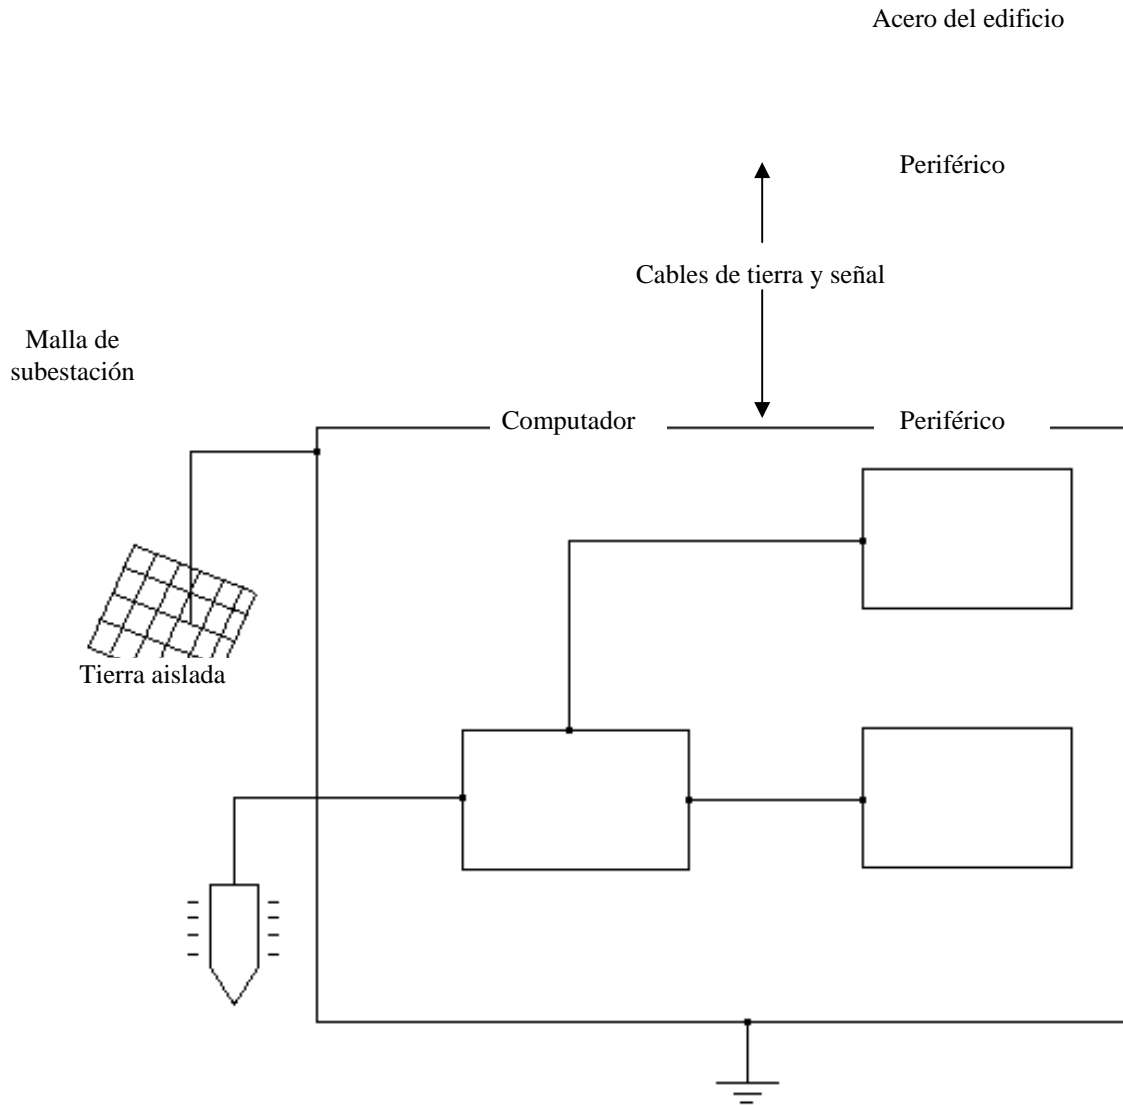 Acero del edificio
Periférico
Cables de tierra y señal
Malla de
subestación
Computador
Periférico
Tierra aislada